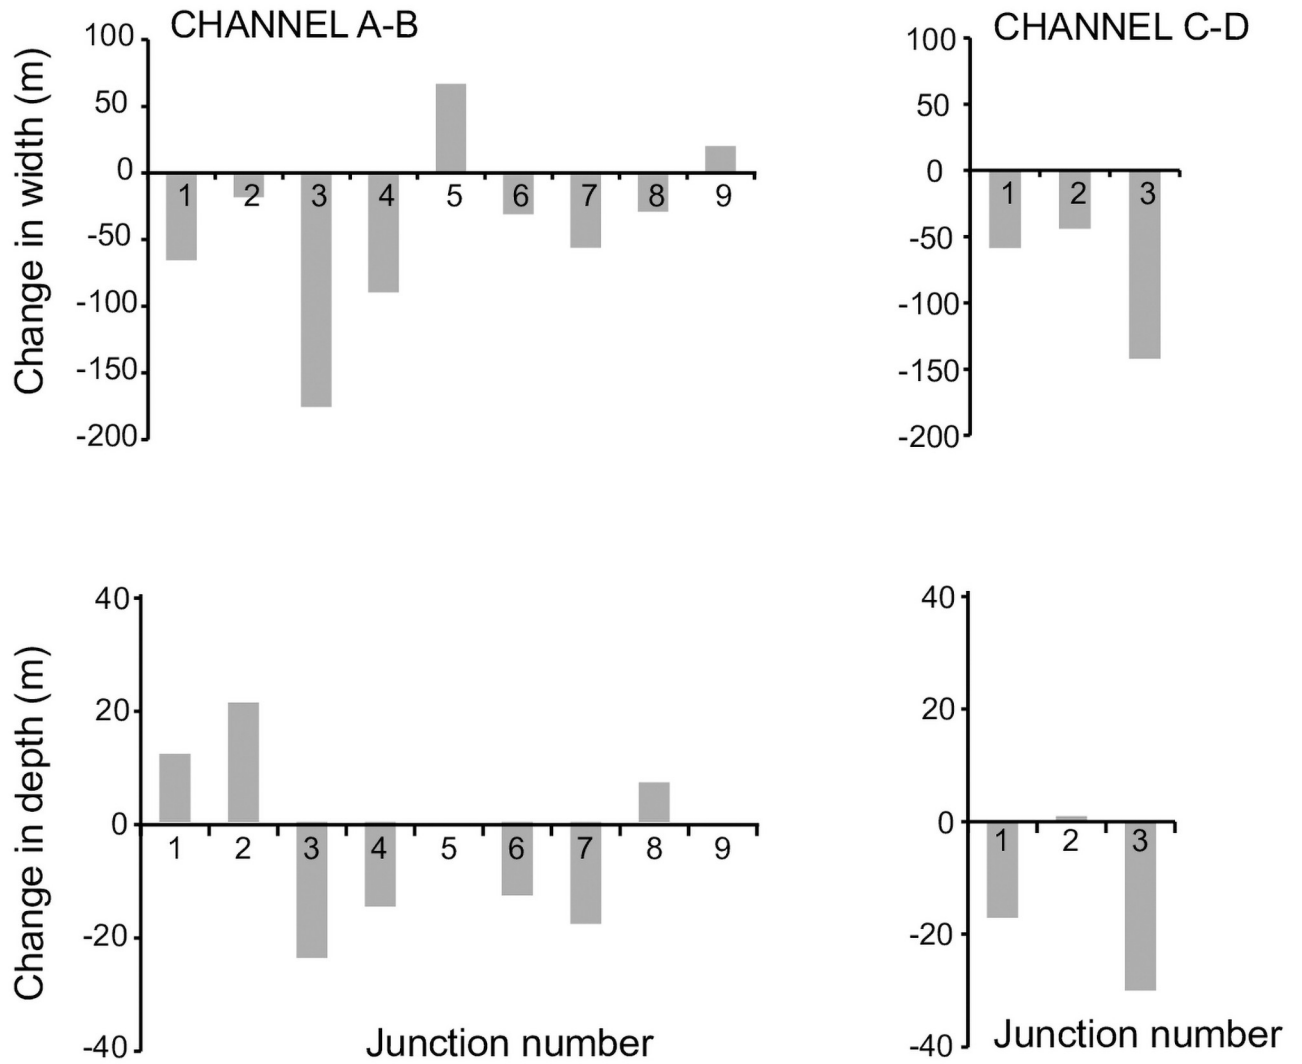 CHANNEL A-B
Change in width (m)
100
50
0
-50
-100
-150
-200
1 2 3 4 5 6 7 8 9
CHANNEL C-D
100
50
0
-50
-100
-150
-200
1 2 3
Change in depth (m)
40
20
0
-20
-40
1 2 3 4 5 6 7 8 9
Junction number
40
20
0
-20
-40
1 2 3
Junction number